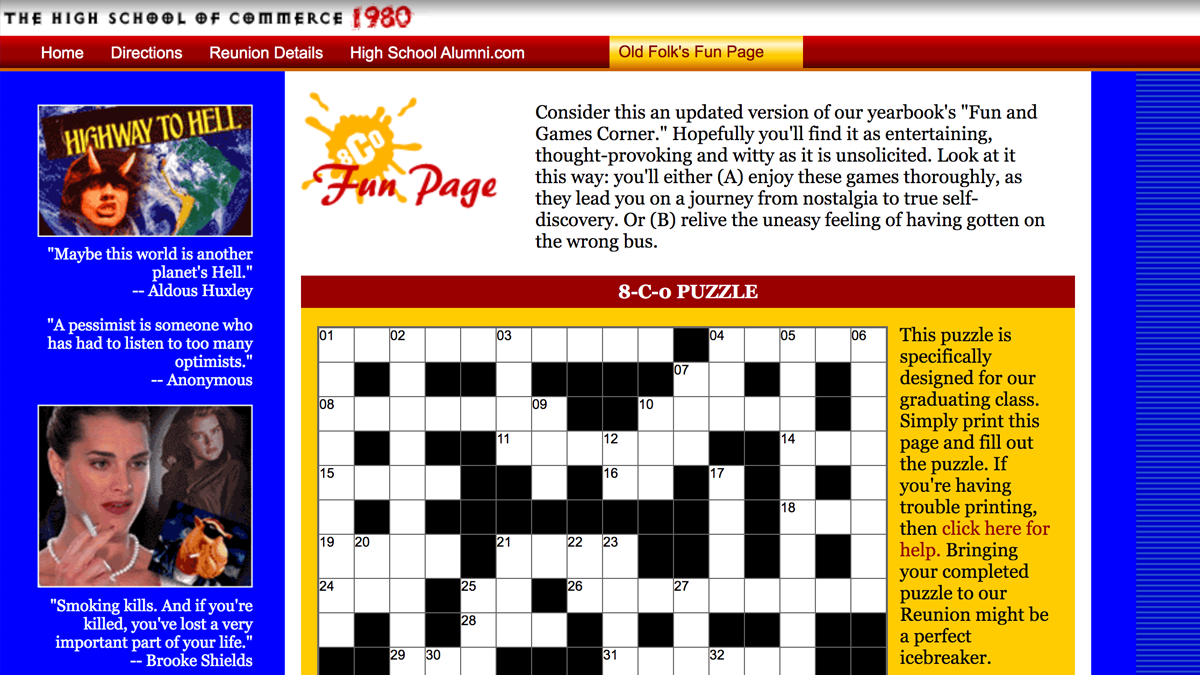 THE HIGH SCHOOL OF COMMERCE 1980
Home Directions Reunion Details High School Alumni.com Old Folk's Fun Page
HIGHWAY TO HELL
"Maybe this world is another
planet's Hell."
-- Aldous Huxley
"A pessimist is someone who
has had to listen to too many
optimists."
-- Anonymous
"Smoking kills. And if you're
killed, you've lost a very
important part of your life."
-- Brooke Shields
8Co
Fun Page
Consider this an updated version of our yearbook's "Fun and
Games Corner." Hopefully you'll find it as entertaining,
thought-provoking and witty as it is unsolicited. Look at it
this way: you'll either (A) enjoy these games thoroughly, as
they lead you on a journey from nostalgia to true self-
discovery. Or (B) relive the uneasy feeling of having gotten on
the wrong bus.
8-C-0 PUZZLE
01 02 03 04 05 06
07
08 09 10
11 12 14
15 16 17
18
19 20 21 22 23
24 25 26 27
28
29 30 31 32
This puzzle is
specifically
designed for our
graduating class.
Simply print this
page and fill out
the puzzle. If
you're having
trouble printing,
then click here for
help. Bringing
your completed
puzzle to our
Reunion might be
a perfect
icebreaker.